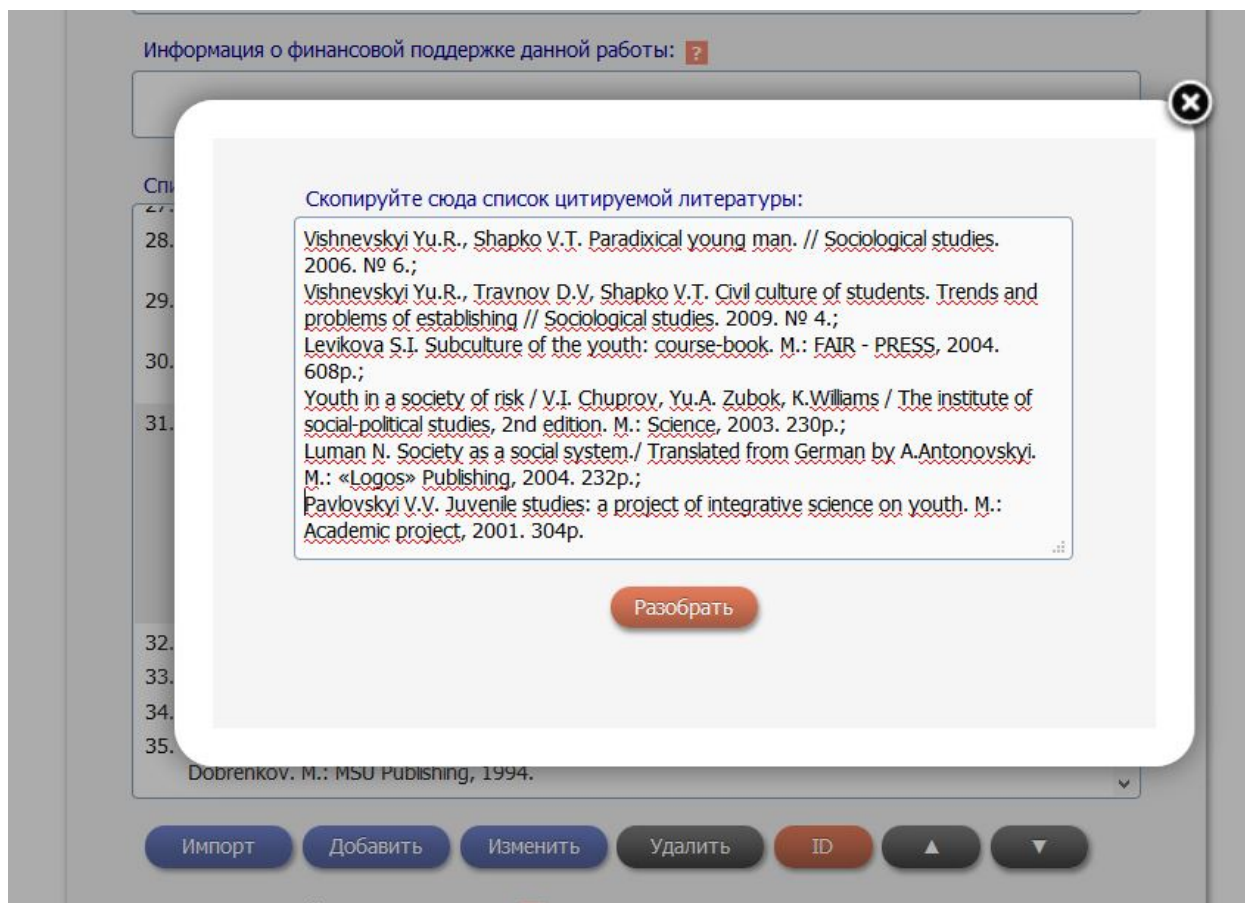 Информация о финансовой поддержке данной работы: ?
Спи
27.
28.
29.
30.
31.
32.
33.
34.
35.
Скопируйте сюда список цитируемой литературы:
Vishnevskyi Yu.R., Shapko V.T. Paradixical young man. // Sociological studies.
2006. № 6.;
Vishnevskyi Yu.R., Travnov D.V, Shapko V.T. Civil culture of students. Trends and
problems of establishing // Sociological studies. 2009. № 4.;
Levikova S.I. Subculture of the youth: course-book. M.: FAIR - PRESS, 2004.
608p.;
Youth in a society of risk / V.I. Chuprov, Yu.A. Zubok, K.Williams / The institute of
social-political studies, 2nd edition. M.: Science, 2003. 230p.;
Luman N. Society as a social system./ Translated from German by A.Antonovskyi.
M.: «Logos» Publishing, 2004. 232p.;
Pavlovskyi V.V. Juvenile studies: a project of integrative science on youth. M.:
Academic project, 2001. 304p.
Разобрать
Dobrenkov. M.: MSU Publishing, 1994.
Импорт Добавить Изменить Удалить ID ▲ ▼